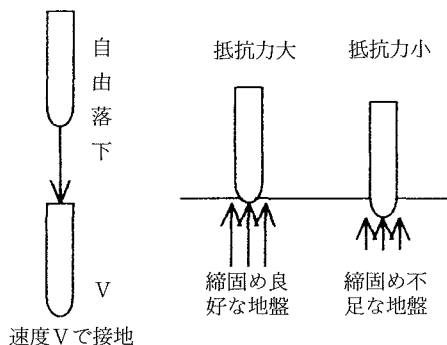 自由落下
V
速度Vで接地
抵抗力大
抵抗力小
締固め良
好な地盤
締固め不
足な地盤